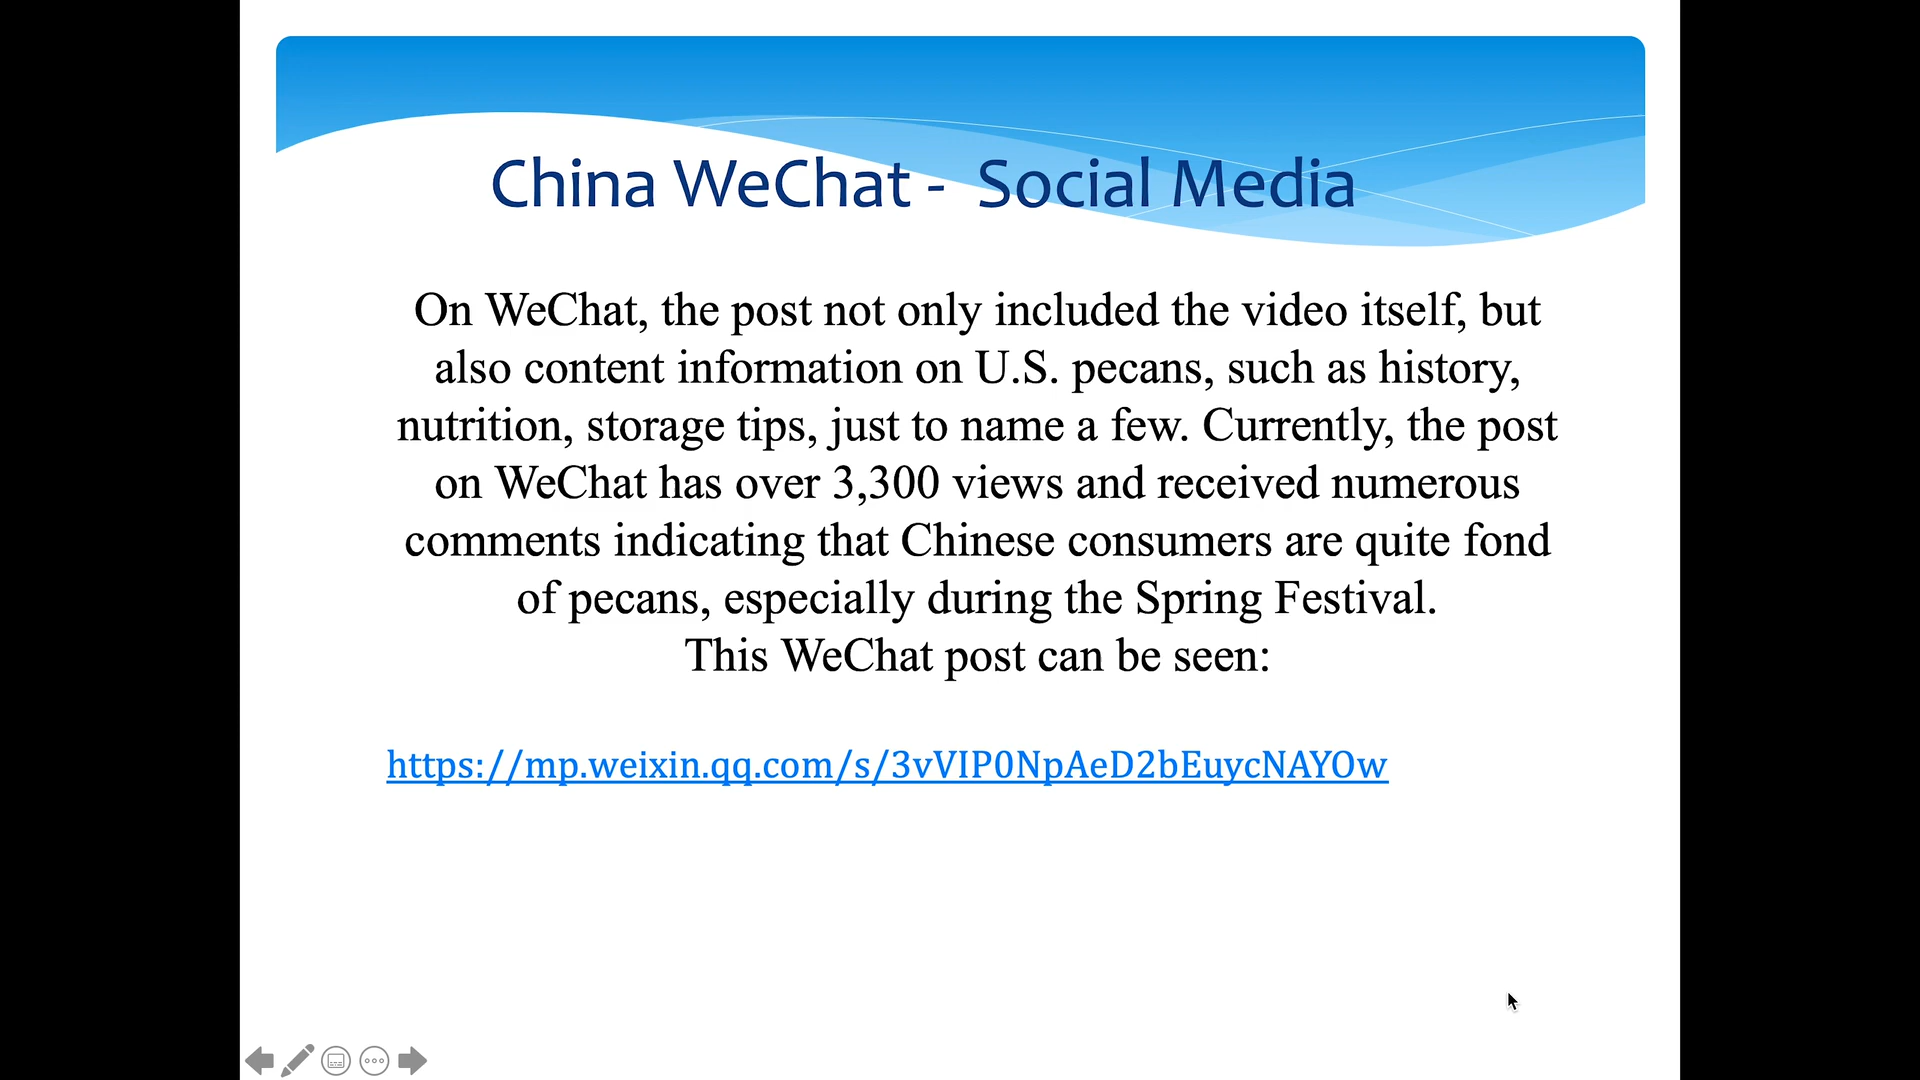 China WeChat -  Social Media
On WeChat, the post not only included the video itself, but
also content information on U.S. pecans, such as history,
nutrition, storage tips, just to name a few. Currently, the post
on WeChat has over 3,300 views and received numerous
comments indicating that Chinese consumers are quite fond
of pecans, especially during the Spring Festival.
This WeChat post can be seen:
https://mp.weixin.qq.com/s/3vVIP0NpAeD2bEuycNAYOw